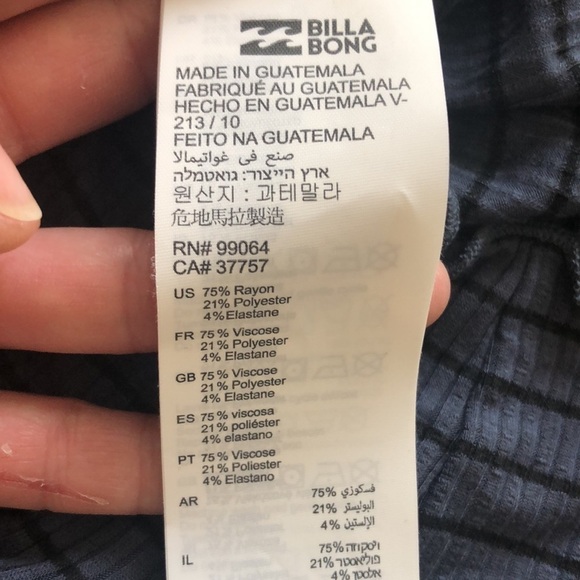 BILLA
BONG
MADE IN GUATEMALA
FABRIQUÉ AU GUATEMALA
HECHO EN GUATEMALA V-
213 / 10
FEITO NA GUATEMALA
صنع في غواتيمالا
ארץ הייצור: גואטמלה
원산지 : 과테말라
危地馬拉製造
RN# 99064
CA# 37757
US 75% Rayon
21% Polyester
4%Elastane
FR 75% Viscose
21% Polyester
4% Elastane
GB 75% Viscose
21% Polyester
4% Elastane
ES 75% viscosa
21% poliéster
4% elastano
PT 75% Viscose
21% Poliester
4% Elastano
AR 75% فسكوزي
21% البوليستر
4% الإلستين
IL 75% ויסקוזה
21% פוליאסטר
4% אלסטן